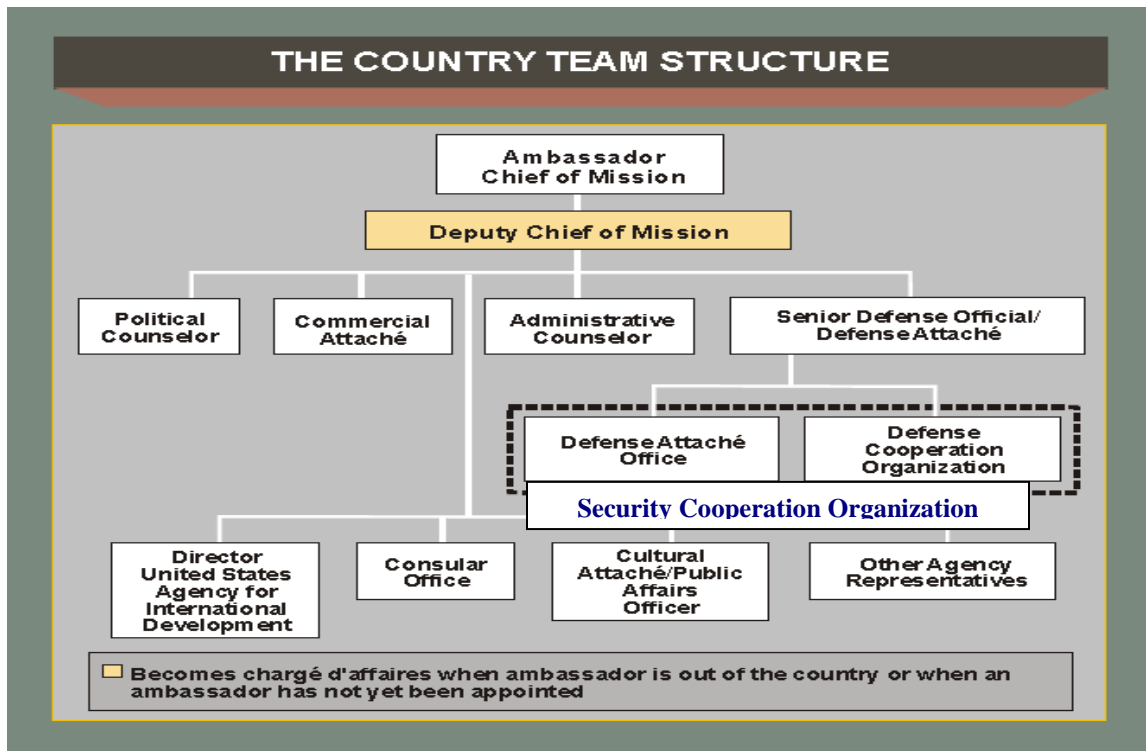 THE COUNTRY TEAM STRUCTURE
Ambassador
Chief of Mission
Deputy Chief of Mission
Political
Counselor
Commercial
Attaché
Administrative
Counselor
Senior Defense Official/
Defense Attaché
Defense Attaché
Office
Defense
Cooperation
Organization
Security Cooperation Organization
Director
United States
Agency for
International
Development
Consular
Office
Cultural
Attaché/Public
Affairs
Officer
Other Agency
Representatives
Becomes chargé d'affaires when ambassador is out of the country or when an
ambassador has not yet been appointed